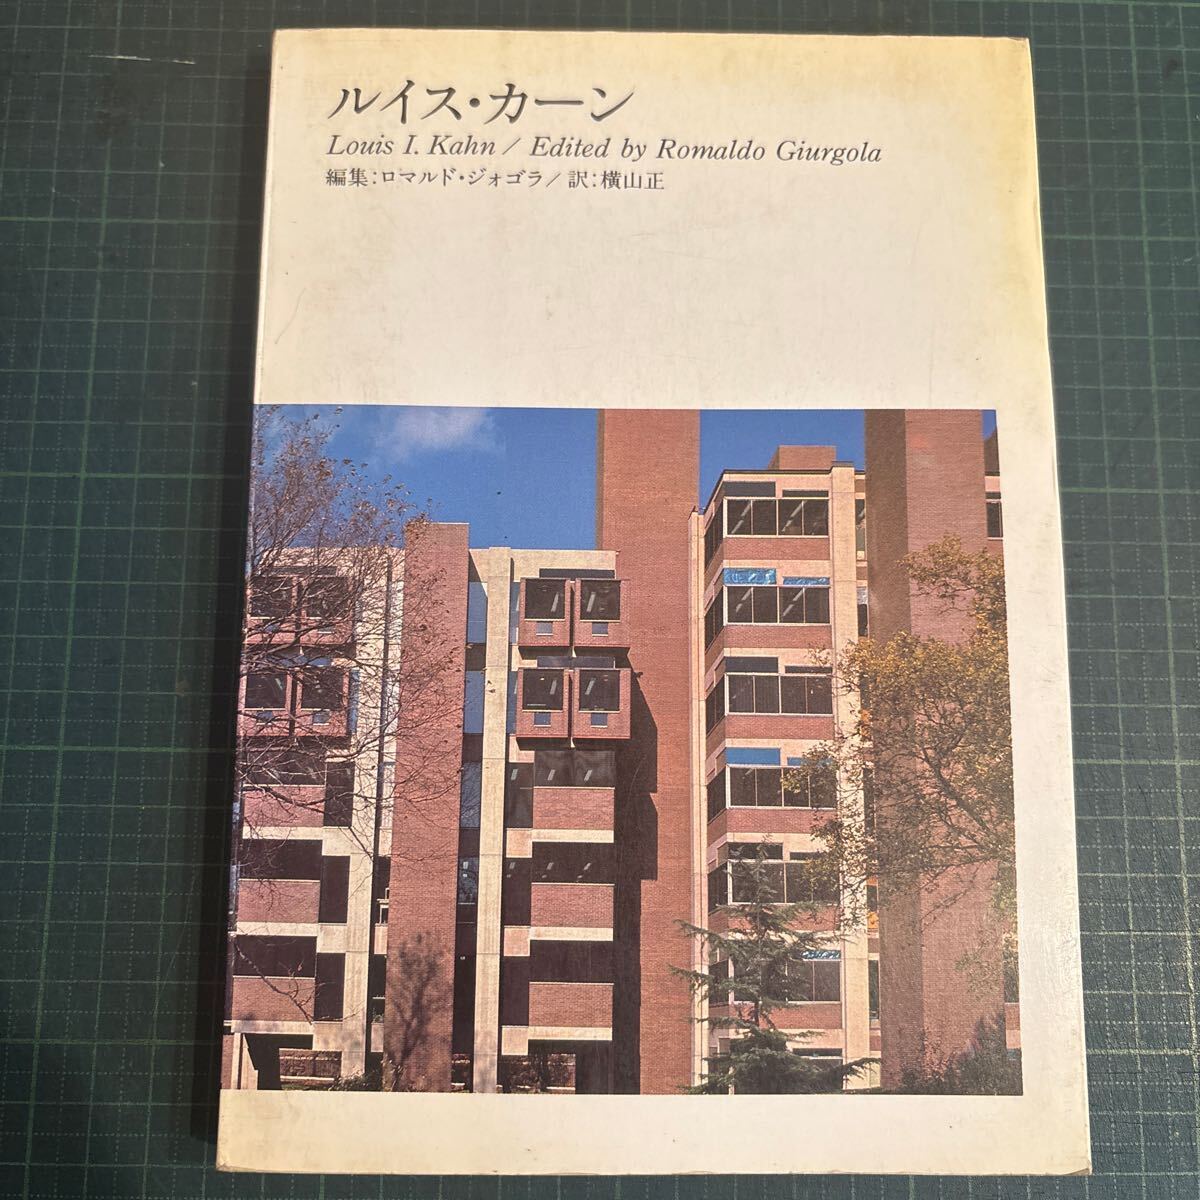 ルイス・カーン
Louis I. Kahn / Edited by Romaldo Giurgola
編集：ロマルド・ジォゴラ／訳：横山正